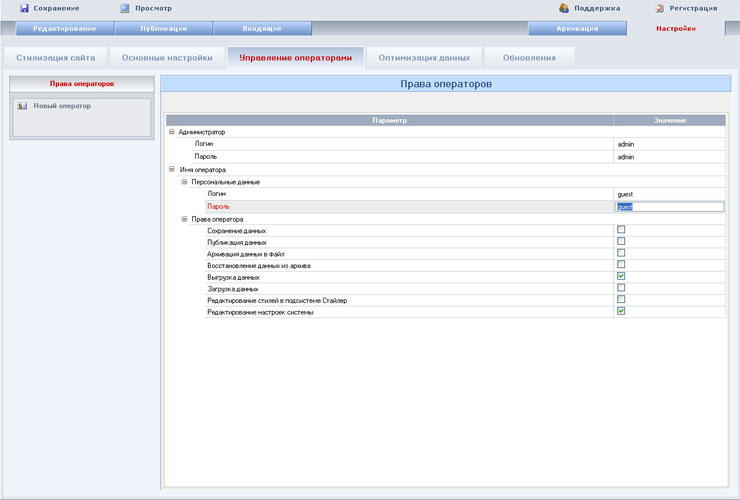 Сохранение Просмотр Поддержка Регистрация
Редактирование Публикация Входящие Архивация Настройки
Стилизация сайта Основные настройки Управление операторами Оптимизация данных Обновления
Права операторов
Новый оператор
Права операторов
Параметр Значение
Администратор
Логин admin
Пароль admin
Имя оператора
Персональные данные
Логин guest
Пароль guest
Права оператора
Сохранение данных
Публикация данных
Архивация данных в файл
Восстановление данных из архива
Выгрузка данных
Загрузка данных
Редактирование стилей в подсистеме Стайлер
Редактирование настроек системы